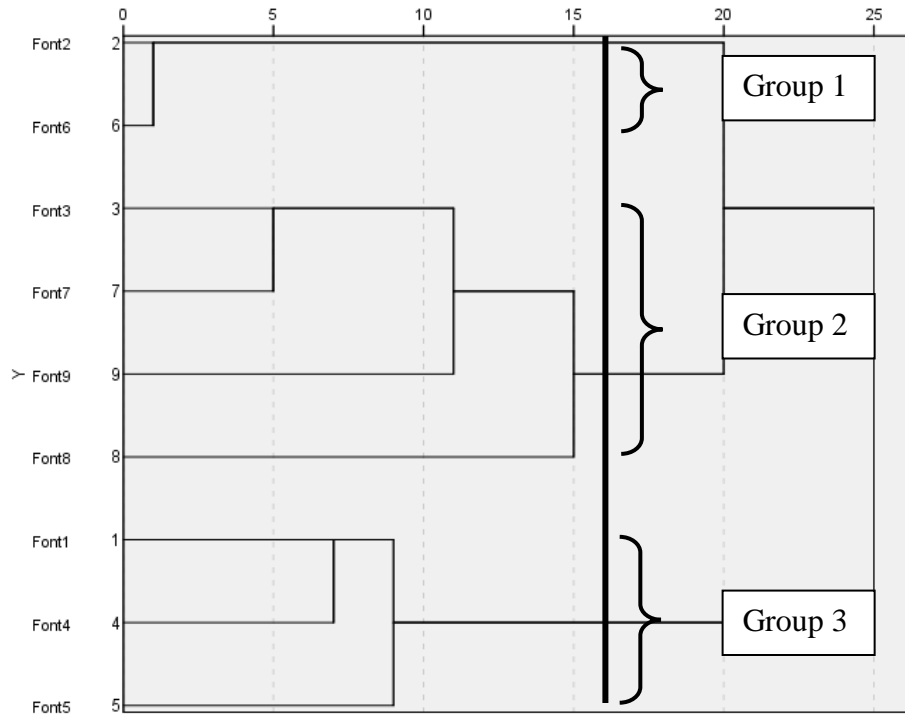 0 5 10 15 20 25
Font2 2
Group 1
Font6 6
Font3 3
Font7 7
Group 2
Y
Font9 9
Font8 8
Font1 1
Font4 4
Group 3
Font5 5